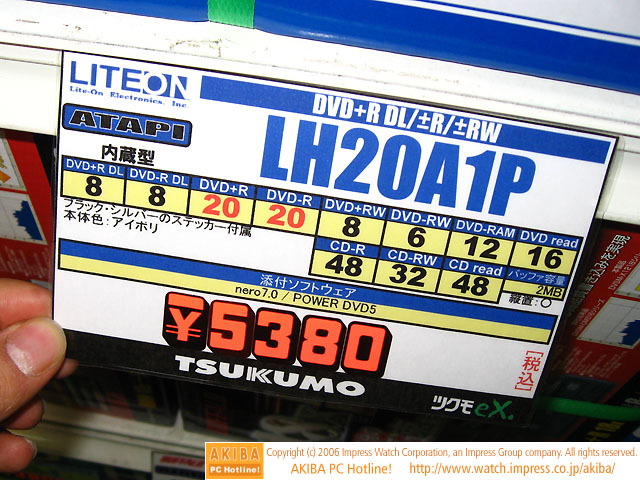 LITEON
Lite-On Electronics, Inc
DVD+R DL/±R/±RW
ATAPI
LH20A1P
内蔵型
DVD+R DL DVD-R DL DVD+R DVD-R DVD+RW DVD-RW DVD-RAM DVD read
8 8 20 20 8 6 12 16
ブラック・シルバーのステッカー付属
本体色：アイボリ
CD-R CD-RW CD read バッファ容量
48 32 48 2MB
縦置：○
添付ソフトウェア
nero7.0 / POWER DVD5
¥5380
[税込]
TSUKUMO
ツクモeX.
AKIBA
PC Hotline!
Copyright (c) 2006 Impress Watch Corporation, an Impress Group company. All rights reserved.
AKIBA PC Hotline! http://www.watch.impress.co.jp/akiba/